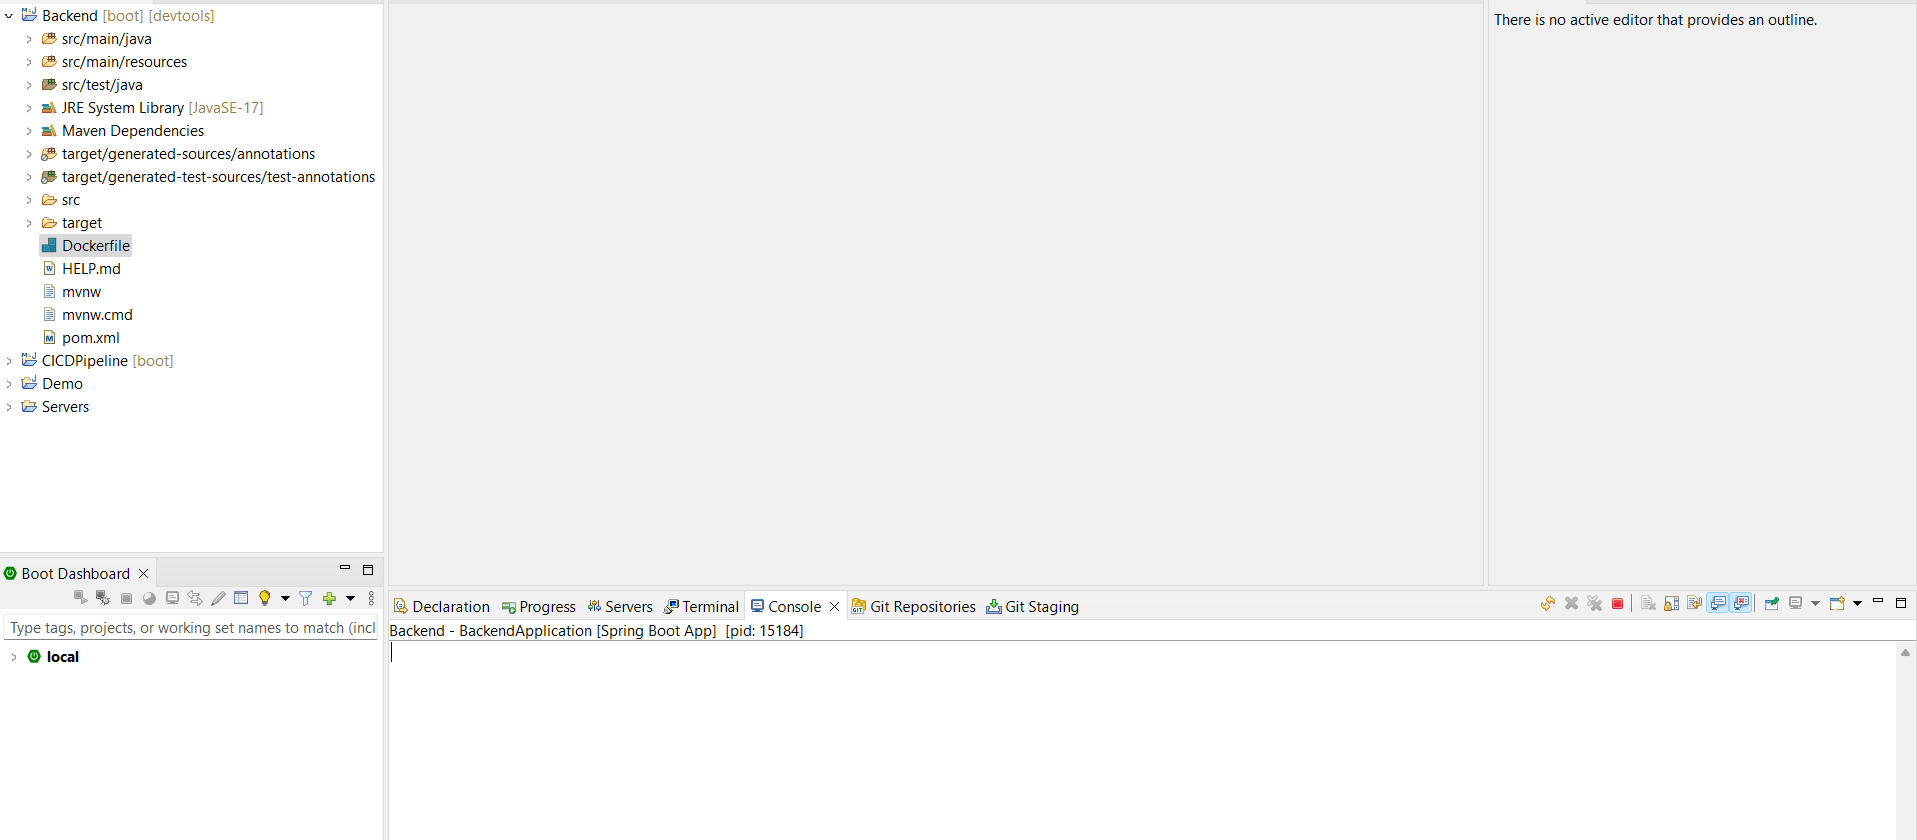 Backend [boot] [devtools]
src/main/java
src/main/resources
src/test/java
JRE System Library [JavaSE-17]
Maven Dependencies
target/generated-sources/annotations
target/generated-test-sources/test-annotations
src
target
Dockerfile
HELP.md
mvnw
mvnw.cmd
pom.xml
CICDPipeline [boot]
Demo
Servers
There is no active editor that provides an outline.
Boot Dashboard
Type tags, projects, or working set names to match (incl
local
Declaration Progress Servers Terminal Console Git Repositories Git Staging
Backend - BackendApplication [Spring Boot App] [pid: 15184]